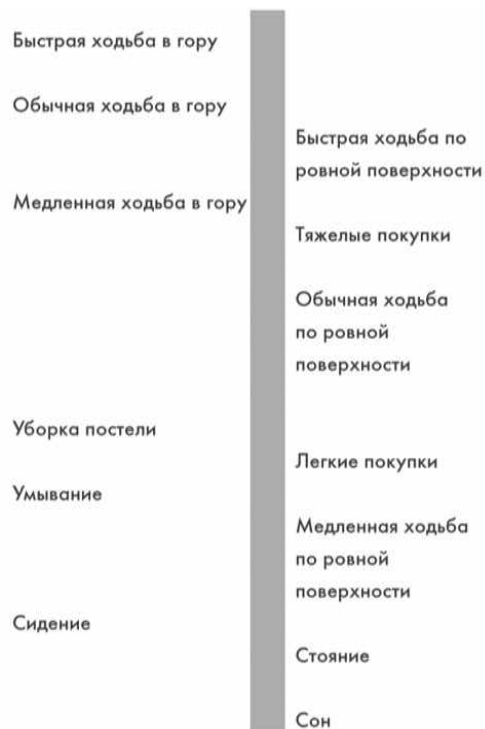 Быстрая ходьба в гору
Обычная ходьба в гору
Быстрая ходьба по
ровной поверхности
Медленная ходьба в гору
Тяжелые покупки
Обычная ходьба
по ровной
поверхности
Уборка постели
Легкие покупки
Умывание
Медленная ходьба
по ровной
поверхности
Сидение
Стояние
Сон